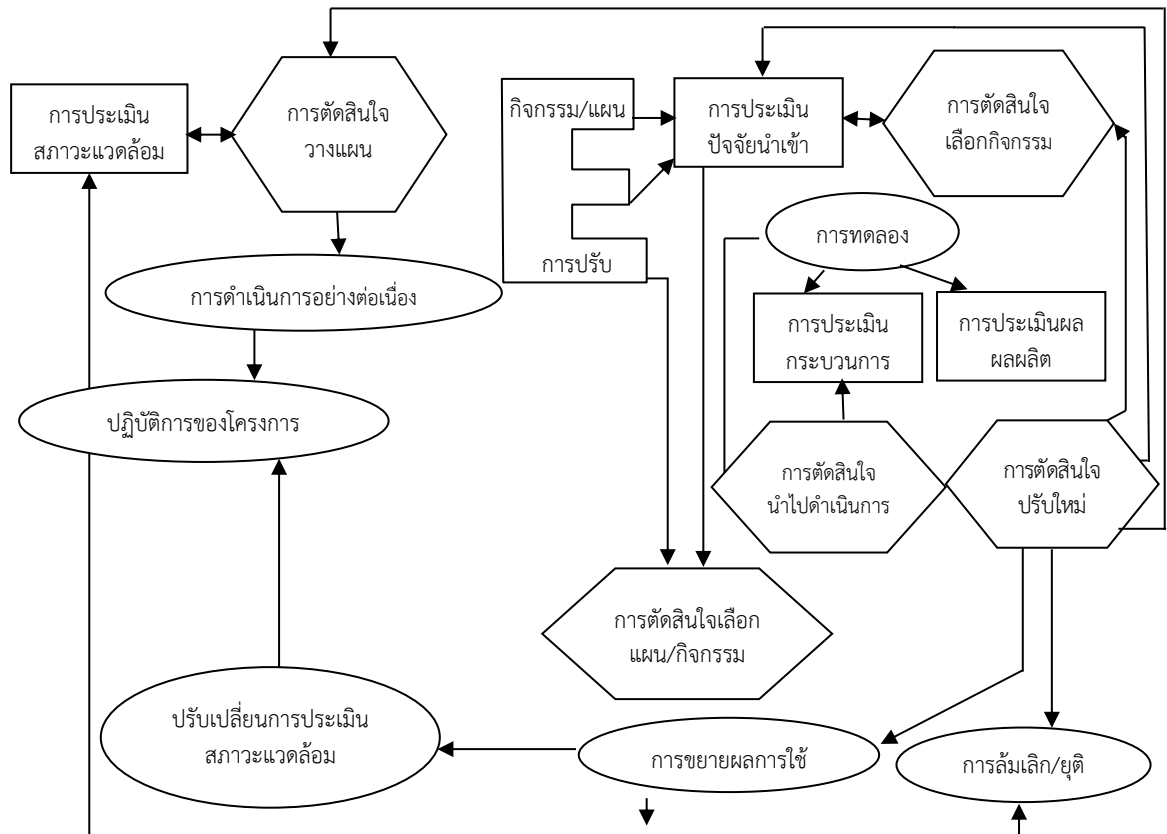 การประเมิน
สภาวะแวดล้อม
การตัดสินใจ
วางแผน
กิจกรรม/แผน
การปรับ
การประเมิน
ปัจจัยนำเข้า
การตัดสินใจ
เลือกกิจกรรม
การทดลอง
การดำเนินการอย่างต่อเนื่อง
การประเมิน
กระบวนการ
การประเมินผล
ผลผลิต
ปฏิบัติการของโครงการ
การตัดสินใจ
นำไปดำเนินการ
การตัดสินใจ
ปรับใหม่
การตัดสินใจเลือก
แผน/กิจกรรม
ปรับเปลี่ยนการประเมิน
สภาวะแวดล้อม
การขยายผลการใช้
การล้มเลิก/ยุติ